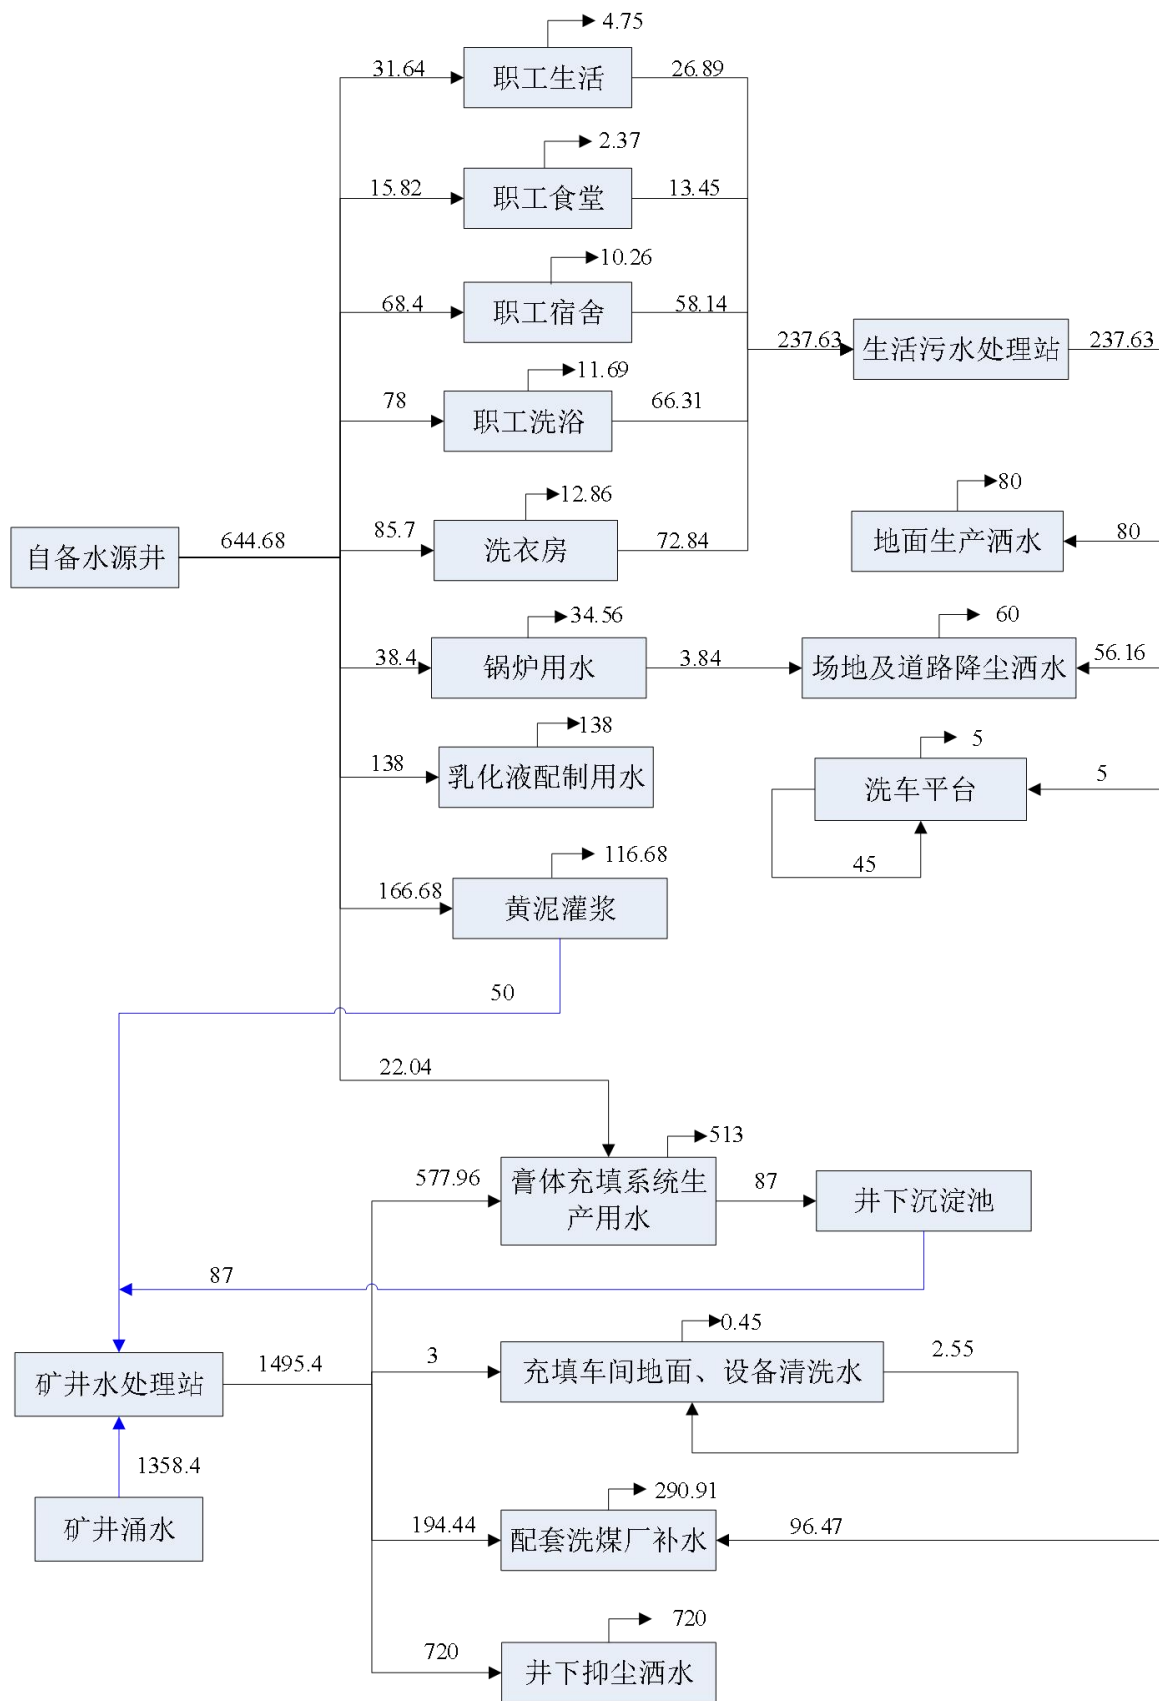 4.75
31.64
职工生活
26.89
2.37
15.82
职工食堂
13.45
10.26
68.4
职工宿舍
58.14
237.63
生活污水处理站
237.63
11.69
78
职工洗浴
66.31
12.86
80
85.7
洗衣房
72.84
地面生产洒水
80
自备水源井
644.68
34.56
60
38.4
锅炉用水
3.84
场地及道路降尘洒水
56.16
138
5
138
乳化液配制用水
洗车平台
5
45
116.68
166.68
黄泥灌浆
50
22.04
513
577.96
膏体充填系统生
产用水
87
井下沉淀池
87
0.45
矿井水处理站
1495.4
3
充填车间地面、设备清洗水
2.55
1358.4
矿井涌水
290.91
194.44
配套洗煤厂补水
96.47
720
720
井下抑尘洒水